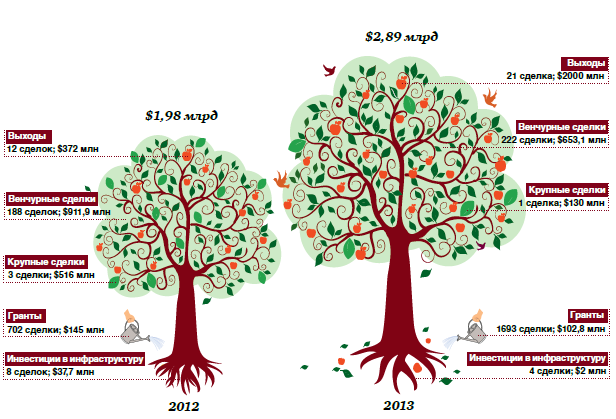 $2,89 млрд
$1,98 млрд
Выходы
12 сделок; $372 млн
Венчурные сделки
188 сделок; $911,9 млн
Крупные сделки
3 сделки; $516 млн
Гранты
702 сделки; $145 млн
Инвестиции в инфраструктуру
8 сделок; $37,7 млн
2012
Выходы
21 сделка; $2000 млн
Венчурные сделки
222 сделки; $653,1 млн
Крупные сделки
1 сделка; $130 млн
Гранты
1693 сделки; $102,8 млн
Инвестиции в инфраструктуру
4 сделки; $2 млн
2013